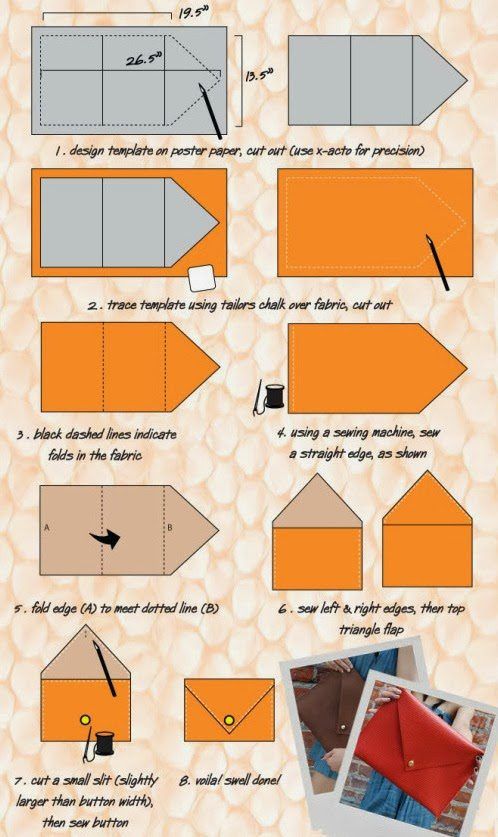 19.5"
26.5"
13.5"
1. design template on poster paper, cut out (use x-acto for precision)
2. trace template using tailors chalk over fabric, cut out
3. black dashed lines indicate
folds in the fabric
4. using a sewing machine, sew
a straight edge, as shown
A
B
5. fold edge (A) to meet dotted line (B)
6. sew left & right edges, then top
triangle flap
7. cut a small slit (slightly
larger than button width),
then sew button
8. voila! swell done!